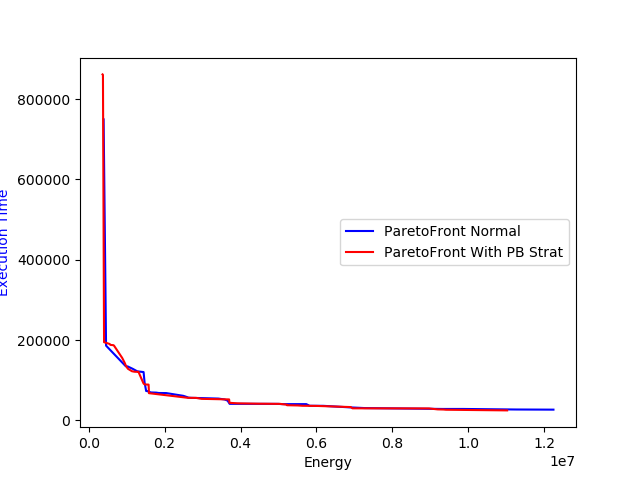 800000
600000
400000
200000
0
Execution Time
ParetoFront Normal
ParetoFront With PB Strat
0.0 0.2 0.4 0.6 0.8 1.0 1.2
1e7
Energy